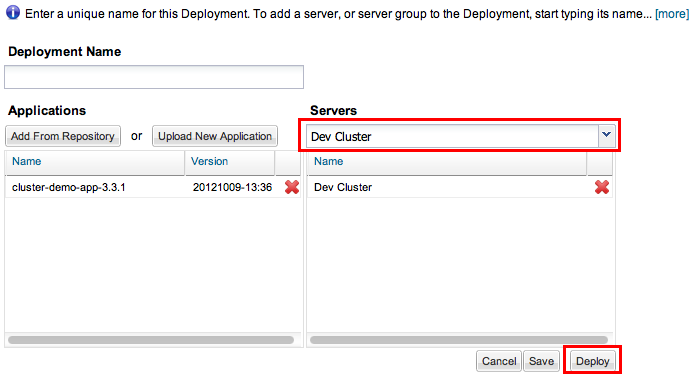 Enter a unique name for this Deployment. To add a server, or server group to the Deployment, start typing its name... [more]
Deployment Name
Applications
Servers
Add From Repository or Upload New Application
Dev Cluster
Name Version
Name
cluster-demo-app-3.3.1 20121009-13:36
Dev Cluster
Cancel Save Deploy